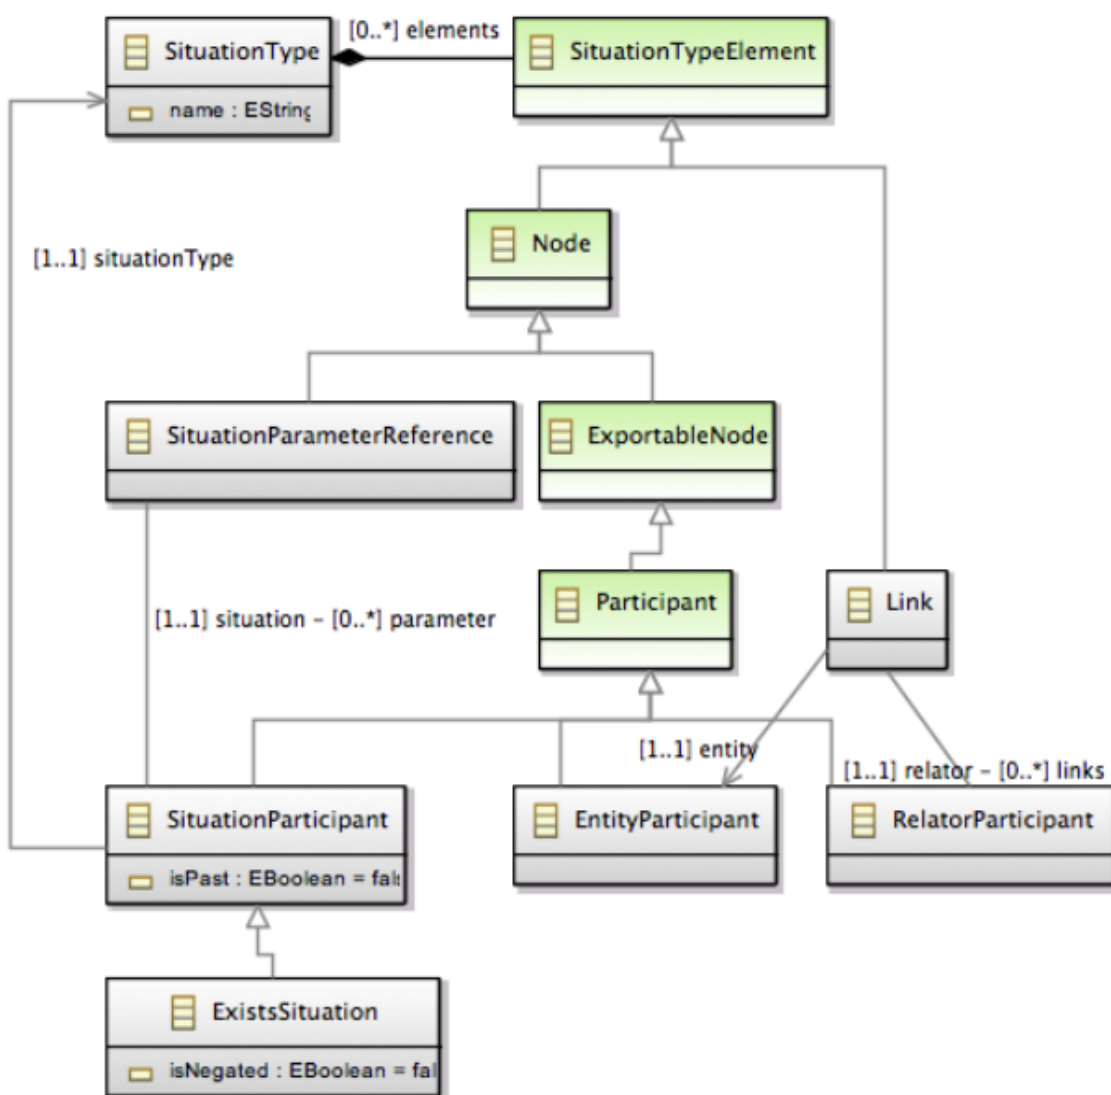 [0..*] elements
SituationType
SituationTypeElement
name : EString
Node
[1..1] situationType
SituationParameterReference
ExportableNode
Participant
Link
[1..1] situation – [0..*] parameter
[1..1] entity
[1..1] relator – [0..*] links
SituationParticipant
EntityParticipant
RelatorParticipant
isPast : EBoolean = fals
ExistsSituation
isNegated : EBoolean = fal